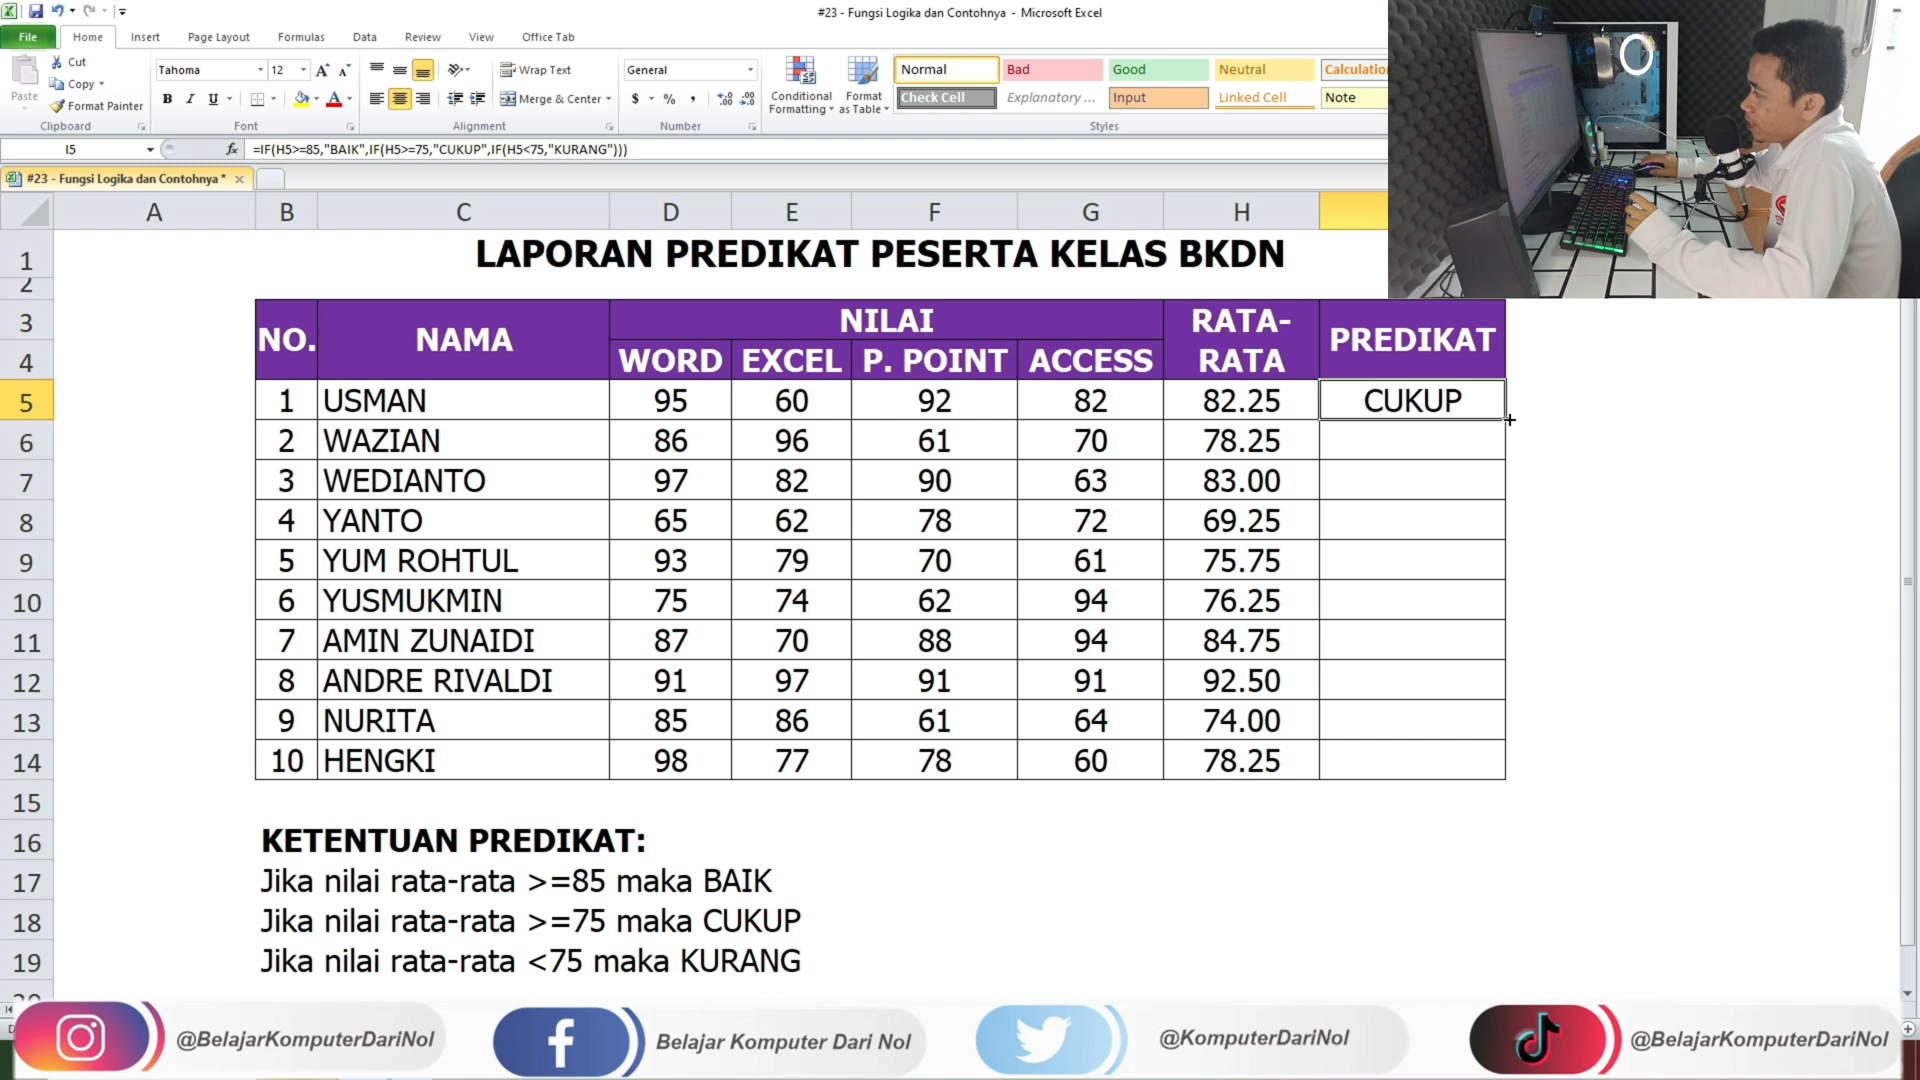 #23 - Fungsi Logika dan Contohnya - Microsoft Excel
File Home Insert Page Layout Formulas Data Review View Office Tab
Paste Cut Copy Format Painter
Tahoma 12
B I U
Wrap Text
Merge & Center
General
$ % ,
Conditional Formatting
Format as Table
Normal Bad Good Neutral Calculatio
Check Cell Explanatory ... Input Linked Cell Note
Clipboard Font Alignment Number Styles
I5 fx =IF(H5>=85,"BAIK",IF(H5>=75,"CUKUP",IF(H5<75,"KURANG")))
#23 - Fungsi Logika dan Contohnya *
A B C D E F G H
1 LAPORAN PREDIKAT PESERTA KELAS BKDN
2
3 NO. NAMA NILAI RATA-RATA PREDIKAT
4 WORD EXCEL P. POINT ACCESS
5 1 USMAN 95 60 92 82 82.25 CUKUP
6 2 WAZIAN 86 96 61 70 78.25
7 3 WEDIANTO 97 82 90 63 83.00
8 4 YANTO 65 62 78 72 69.25
9 5 YUM ROHTUL 93 79 70 61 75.75
10 6 YUSMUKMIN 75 74 62 94 76.25
11 7 AMIN ZUNAIDI 87 70 88 94 84.75
12 8 ANDRE RIVALDI 91 97 91 91 92.50
13 9 NURITA 85 86 61 64 74.00
14 10 HENGKI 98 77 78 60 78.25
15
16 KETENTUAN PREDIKAT:
17 Jika nilai rata-rata >=85 maka BAIK
18 Jika nilai rata-rata >=75 maka CUKUP
19 Jika nilai rata-rata <75 maka KURANG
@BelajarKomputerDariNol
Belajar Komputer Dari Nol
@KomputerDariNol
@BelajarKomputerDariNol